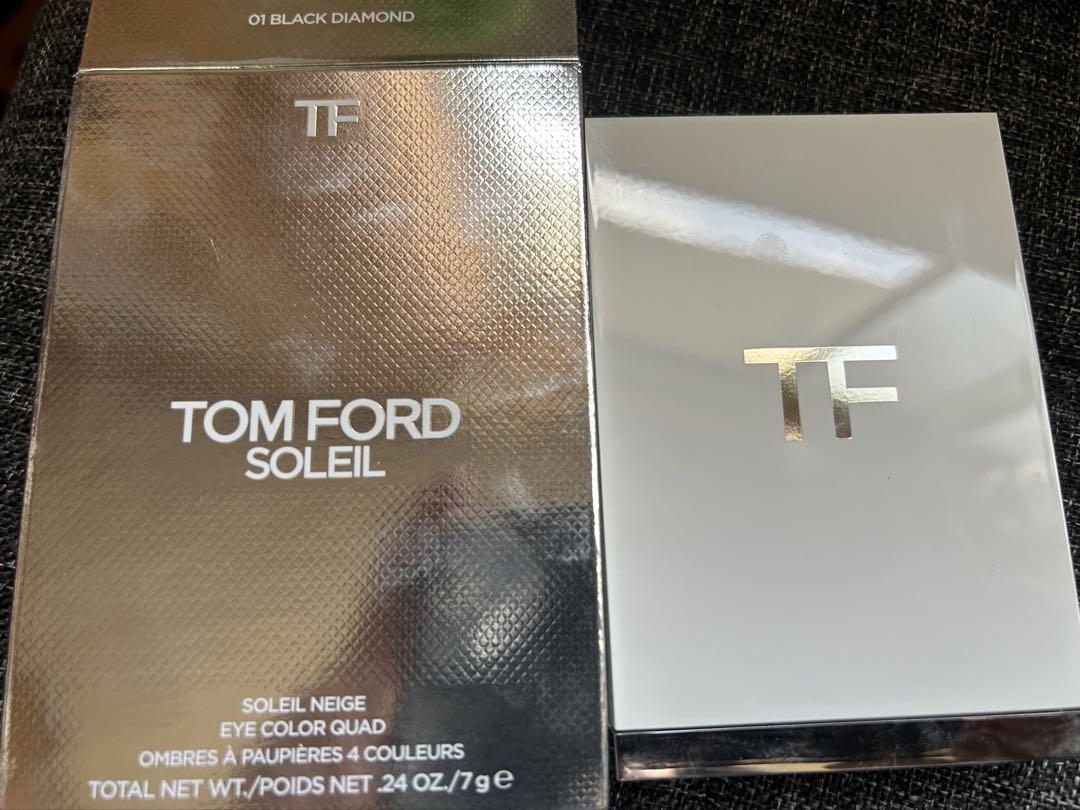 01 BLACK DIAMOND
TF
TOM FORD
SOLEIL
SOLEIL NEIGE
EYE COLOR QUAD
OMBRES À PAUPIÈRES 4 COULEURS
TOTAL NET WT./POIDS NET .24 OZ./7g℮
TF